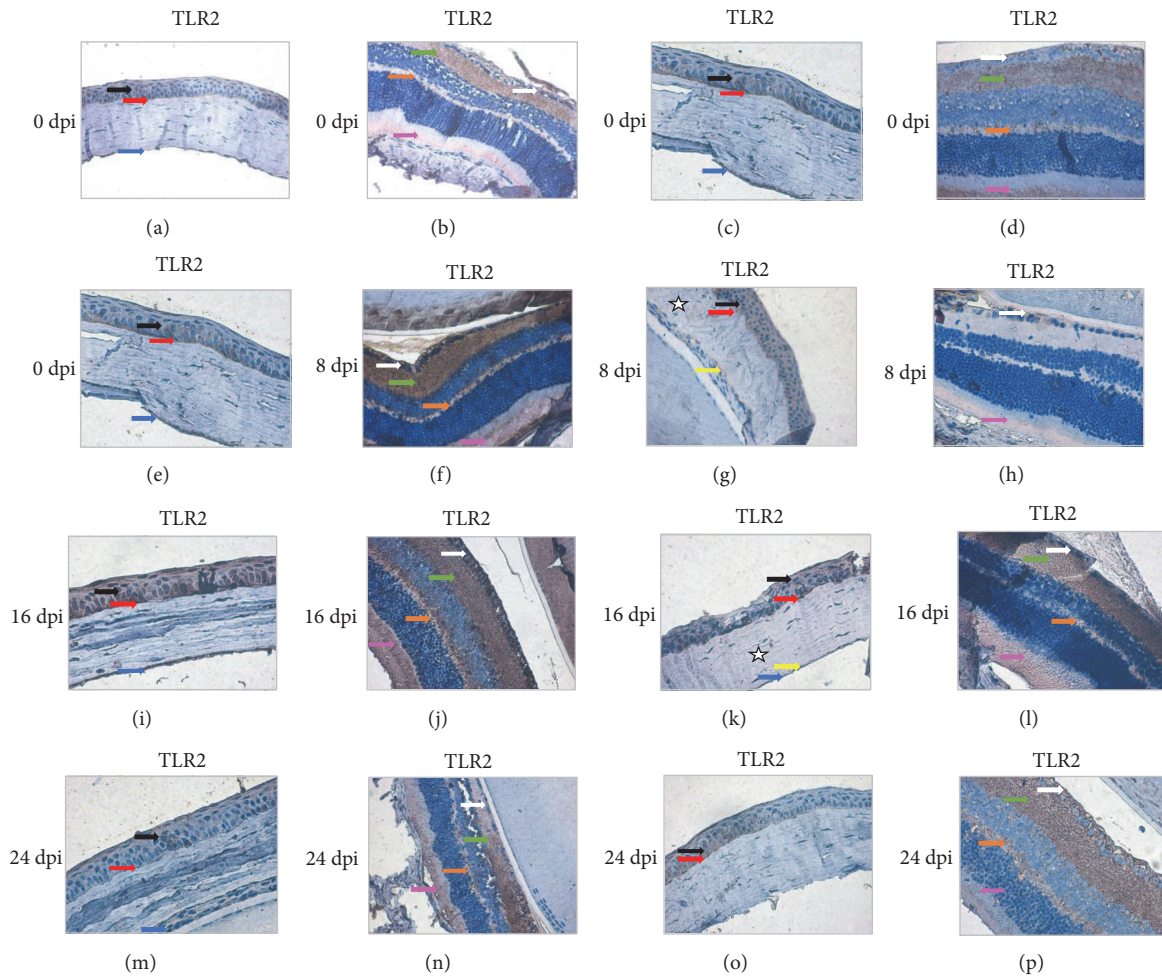 TLR2 TLR2 TLR2 TLR2
0 dpi 0 dpi 0 dpi 0 dpi
(a) (b) (c) (d)
TLR2 TLR2 TLR2 TLR2
0 dpi 8 dpi 8 dpi 8 dpi
(e) (f) (g) (h)
TLR2 TLR2 TLR2 TLR2
16 dpi 16 dpi 16 dpi 16 dpi
(i) (j) (k) (l)
TLR2 TLR2 TLR2 TLR2
24 dpi 24 dpi 24 dpi 24 dpi
(m) (n) (o) (p)